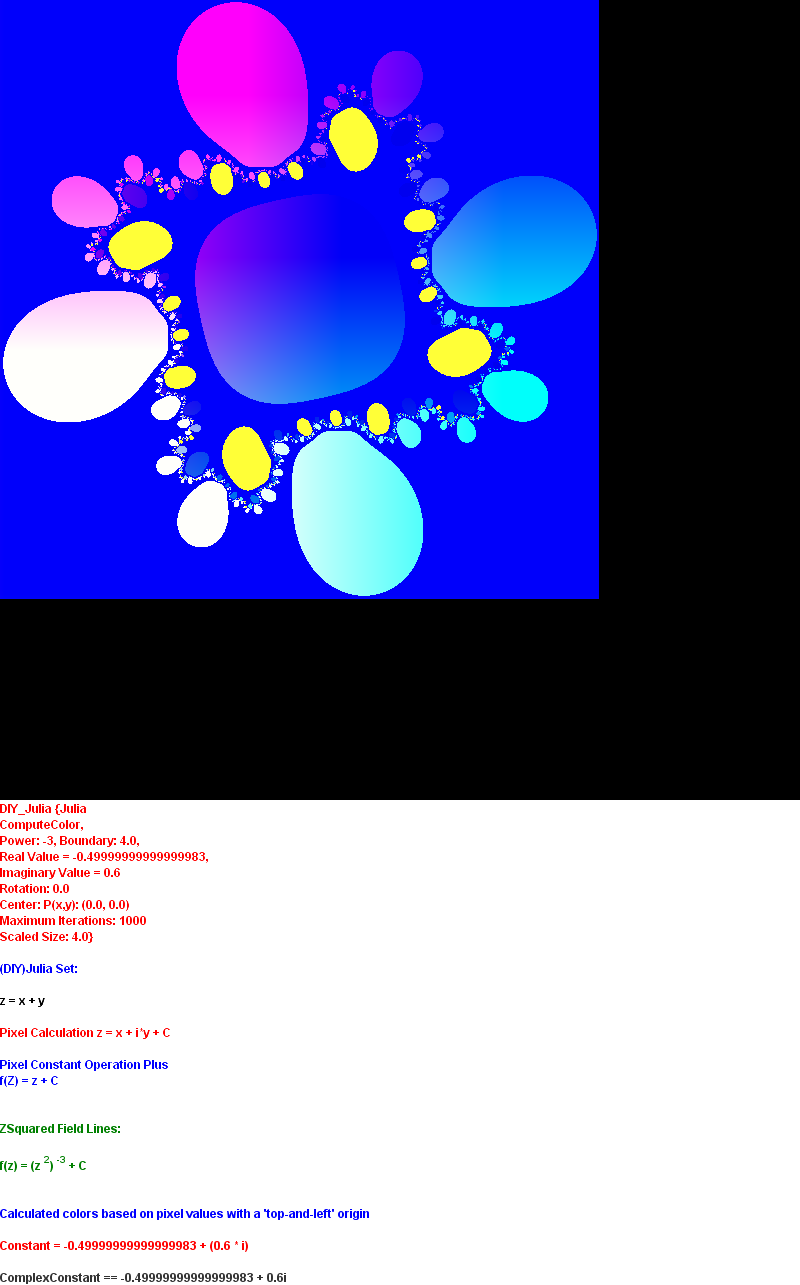 DIY_Julia {Julia
ComputeColor,
Power: -3, Boundary: 4.0,
Real Value = -0.49999999999999983,
Imaginary Value = 0.6
Rotation: 0.0
Center: P(x,y): (0.0, 0.0)
Maximum Iterations: 1000
Scaled Size: 4.0}
(DIY)Julia Set:
z = x + y
Pixel Calculation z = x + i*y + C
Pixel Constant Operation Plus
f(Z) = z + C
ZSquared Field Lines:
f(z) = (z ²) ⁻³ + C
Calculated colors based on pixel values with a 'top-and-left' origin
Constant = -0.49999999999999983 + (0.6 * i)
ComplexConstant == -0.49999999999999983 + 0.6i